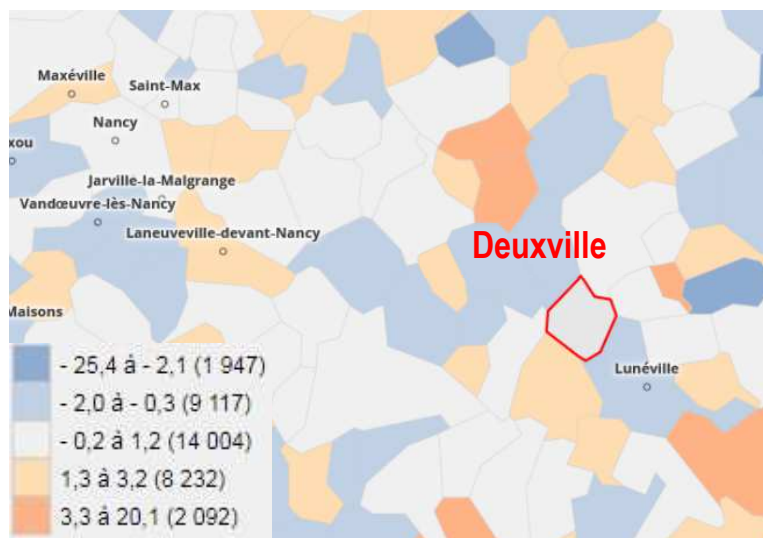 Maxéville
Saint-Max
Nancy
xou
Jarville-la-Malgrange
Vandœuvre-lès-Nancy
Laneuveville-devant-Nancy
Deuxville
Maisons
Lunéville
- 25,4 à - 2,1 (1 947)
- 2,0 à - 0,3 (9 117)
- 0,2 à 1,2 (14 004)
1,3 à 3,2 (8 232)
3,3 à 20,1 (2 092)